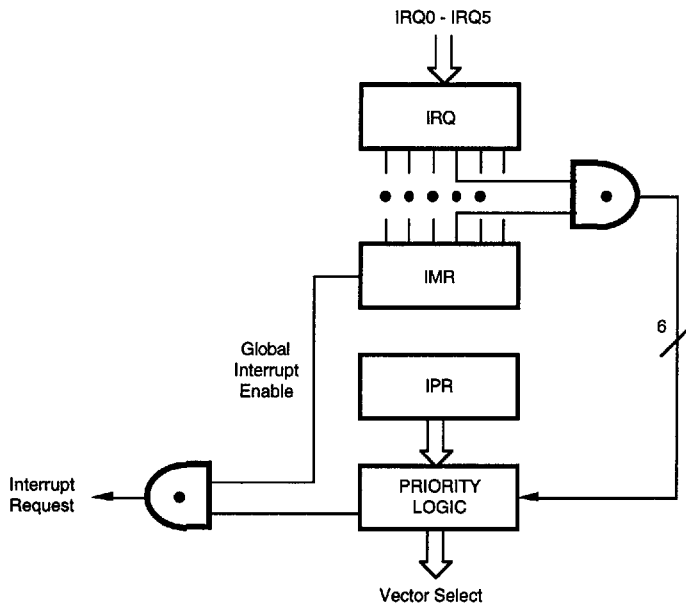 IRQ0 - IRQ5
IRQ
IMR
6
Global
Interrupt
Enable
IPR
PRIORITY
LOGIC
Interrupt
Request
Vector Select